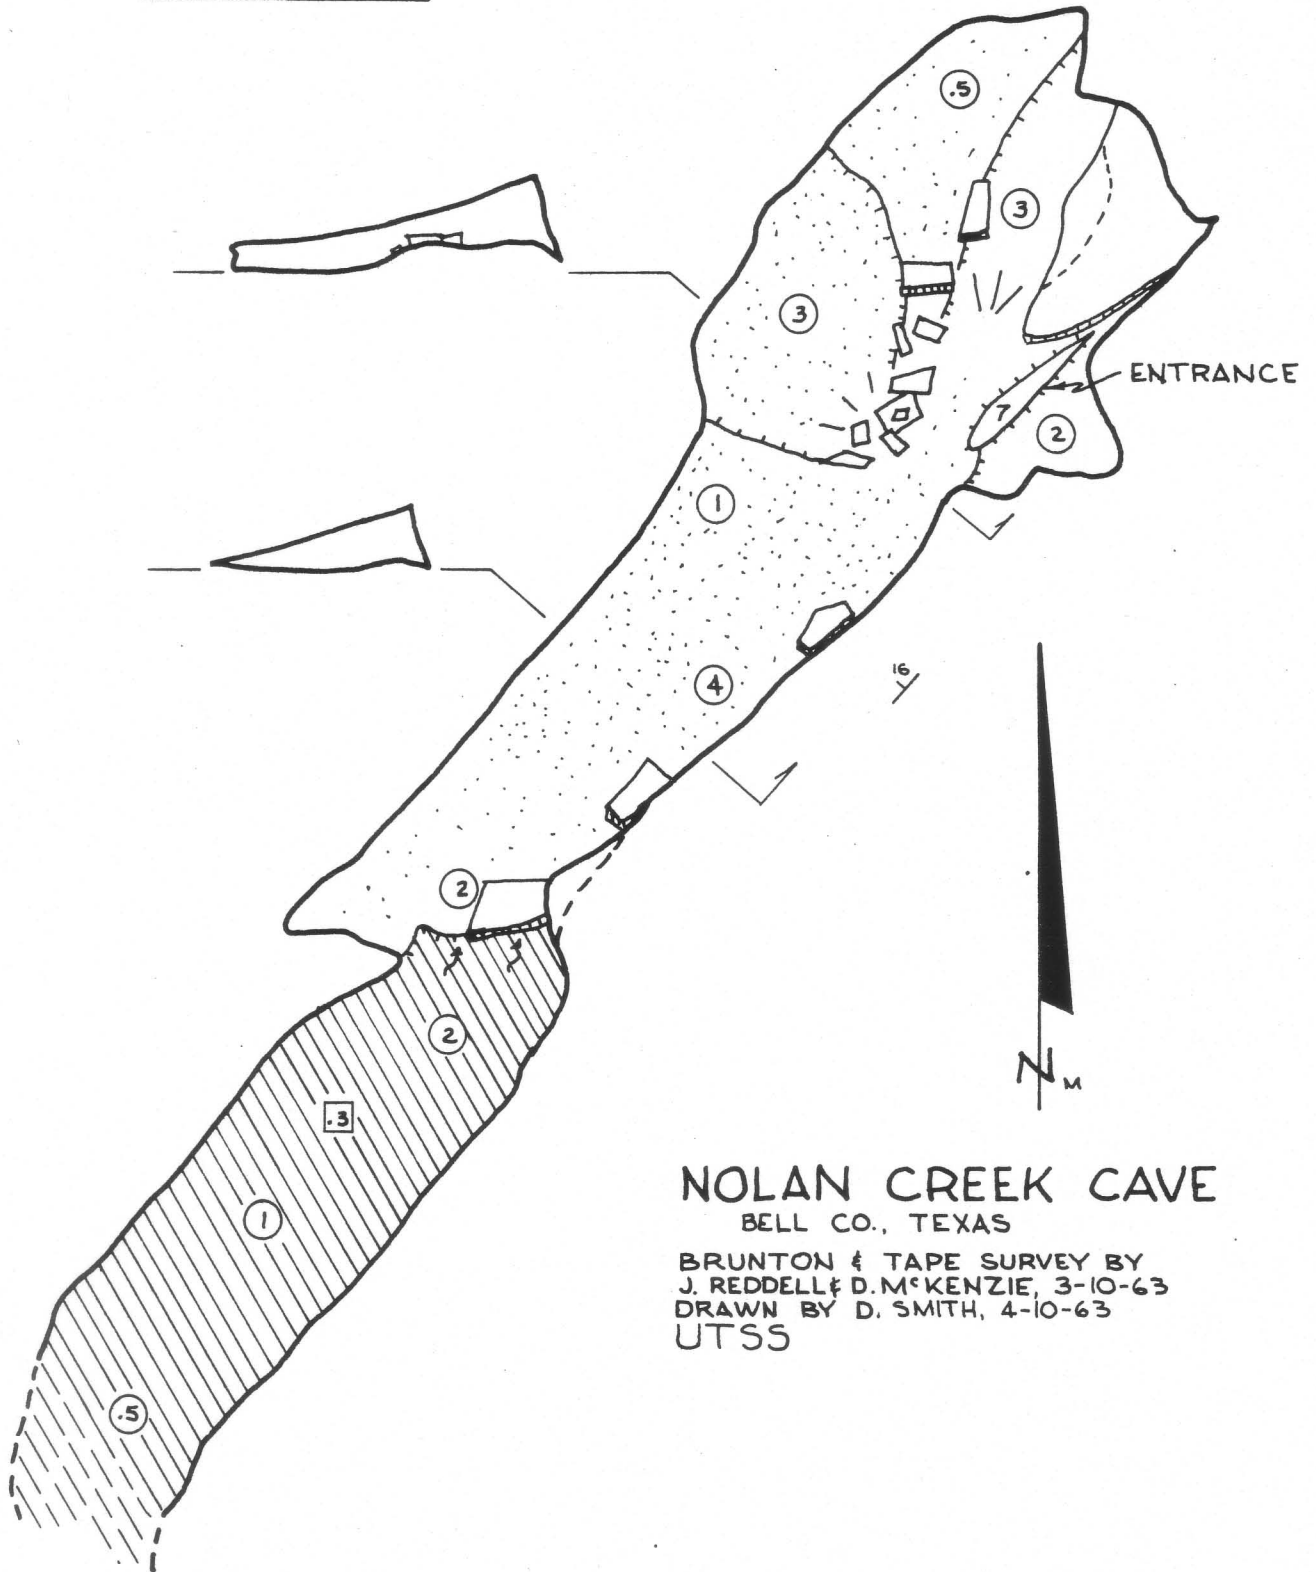 .5
3
3
ENTRANCE
7
2
1
16
4
2
2
.3
1
.5
N M
NOLAN CREEK CAVE
BELL CO., TEXAS
BRUNTON & TAPE SURVEY BY
J. REDDELL & D. McKENZIE, 3-10-63
DRAWN BY D. SMITH, 4-10-63
UTSS